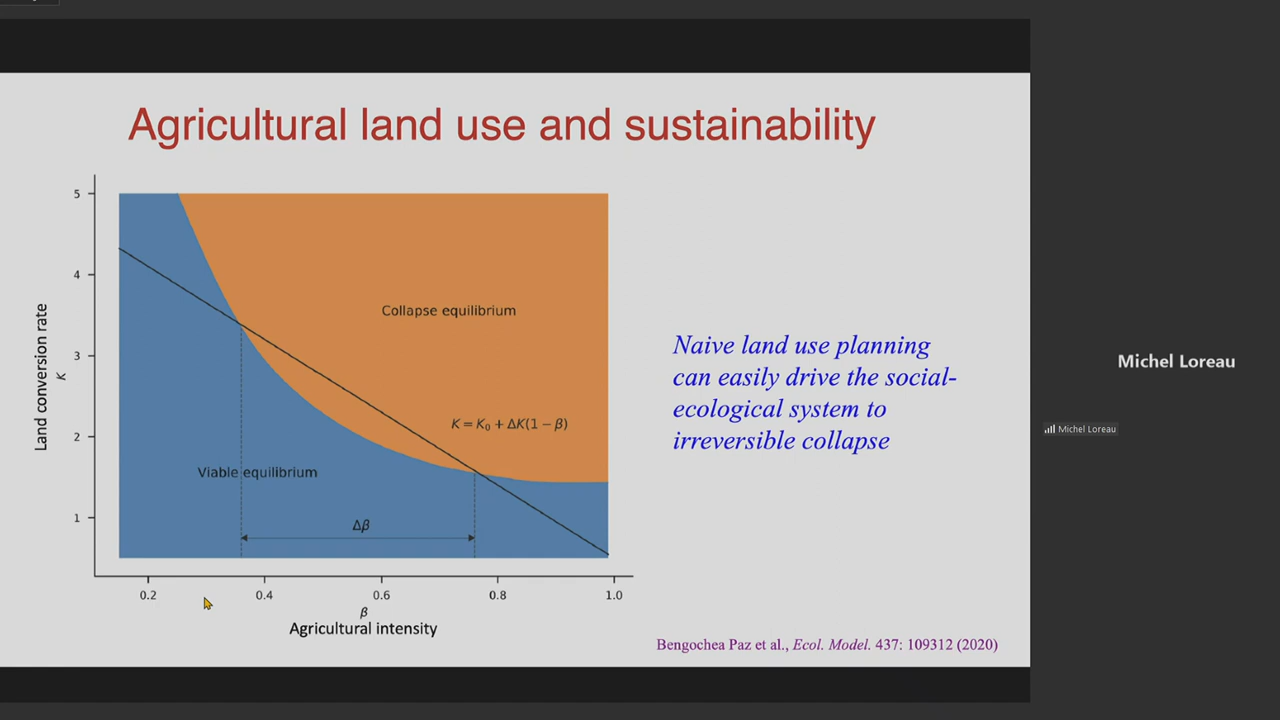 Agricultural land use and sustainability
5
4
3
2
1
Land conversion rate
K
Collapse equilibrium
K = K₀ + ΔK(1 − β)
Viable equilibrium
Δβ
0.2
0.4
0.6
0.8
1.0
β
Agricultural intensity
Naive land use planning
can easily drive the social-
ecological system to
irreversible collapse
Bengochea Paz et al., Ecol. Model. 437: 109312 (2020)
Michel Loreau
Michel Loreau